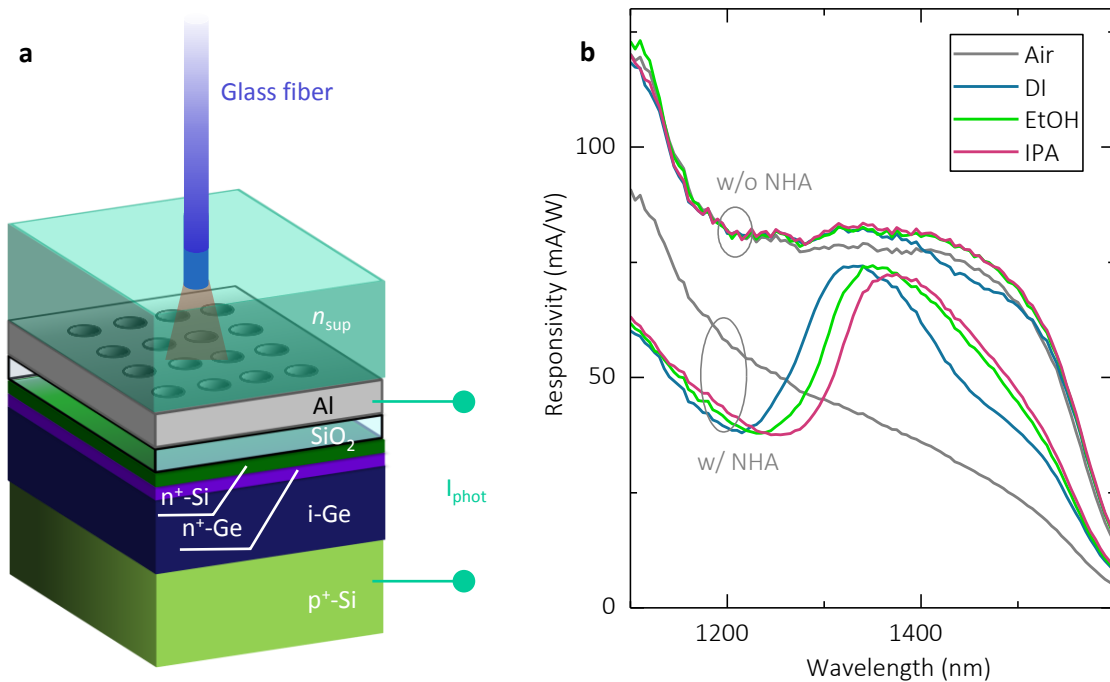 a
Glass fiber
n_sup
Al
SiO₂
n⁺-Si
n⁺-Ge
i-Ge
p⁺-Si
I_phot
b
Air
DI
EtOH
IPA
w/o NHA
w/ NHA
100
50
0
1200
1400
Responsivity (mA/W)
Wavelength (nm)